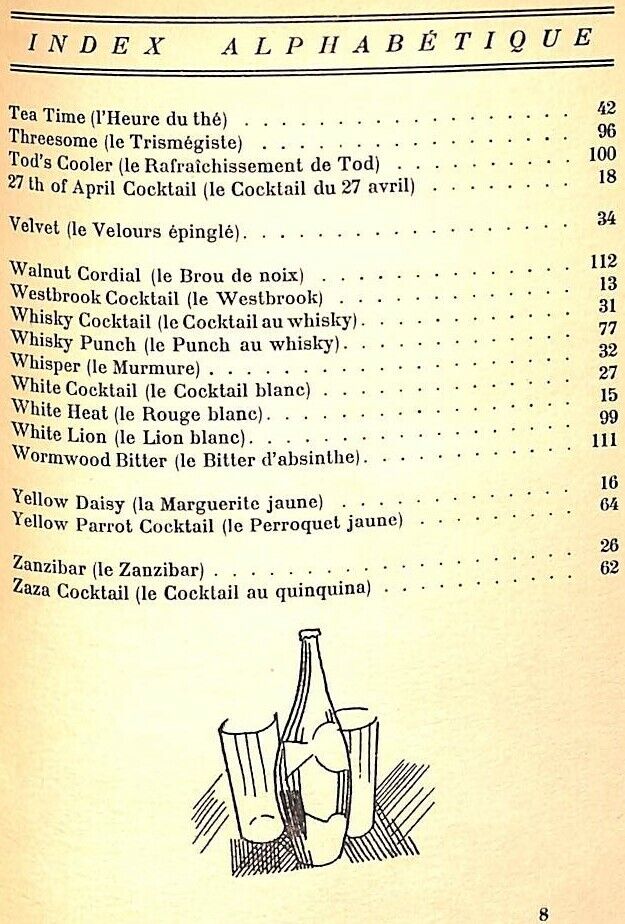 INDEX ALPHABÉTIQUE
Tea Time (l'Heure du thé) . . . . . . . . . . . . . . . 42
Threesome (le Trismégiste) . . . . . . . . . . . . . . 96
Tod's Cooler (le Rafraîchissement de Tod) . . . . . . . . 100
27 th of April Cocktail (le Cocktail du 27 avril) . . . . . . 18
Velvet (le Velours épinglé). . . . . . . . . . . . . . . 34
Walnut Cordial (le Brou de noix) . . . . . . . . . . . . 112
Westbrook Cocktail (le Westbrook) . . . . . . . . . . . 13
Whisky Cocktail (le Cocktail au whisky). . . . . . . . . . 31
Whisky Punch (le Punch au whisky). . . . . . . . . . . 77
Whisper (le Murmure) . . . . . . . . . . . . . . . . 32
White Cocktail (le Cocktail blanc) . . . . . . . . . . . . 27
White Heat (le Rouge blanc). . . . . . . . . . . . . . 15
White Lion (le Lion blanc). . . . . . . . . . . . . . . 99
Wormwood Bitter (le Bitter d'absinthe). . . . . . . . . . 111
Yellow Daisy (la Marguerite jaune) . . . . . . . . . . . 16
Yellow Parrot Cocktail (le Perroquet jaune) . . . . . . . . 64
Zanzibar (le Zanzibar) . . . . . . . . . . . . . . . . 26
Zaza Cocktail (le Cocktail au quinquina) . . . . . . . . . 62
8